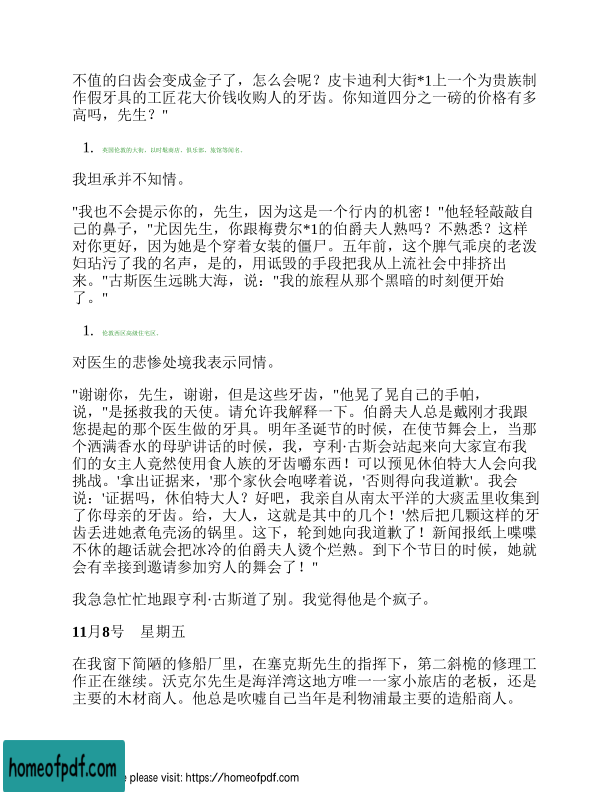 不值的臼齿会变成金子了，怎么会呢？皮卡迪利大街*1上一个为贵族制
作假牙具的工匠花大价钱收购人的牙齿。你知道四分之一磅的价格有多
高吗，先生？"
1. 英国伦敦的大街，以时髦商店、俱乐部、旅馆等闻名。
我坦承并不知情。
"我也不会提示你的，先生，因为这是一个行内的机密！"他轻轻敲敲自
己的鼻子，"尤因先生，你跟梅费尔*1的伯爵夫人熟吗？不熟悉？这样
对你更好，因为她是个穿着女装的僵尸。五年前，这个脾气乖戾的老泼
妇玷污了我的名声，是的，用诋毁的手段把我从上流社会中排挤出
来。"古斯医生远眺大海，说："我的旅程从那个黑暗的时刻便开始
了。"
1. 伦敦西区高级住宅区。
对医生的悲惨处境我表示同情。
"谢谢你，先生，谢谢，但是这些牙齿，"他晃了晃自己的手帕，
说，"是拯救我的天使。请允许我解释一下。伯爵夫人总是戴刚才我跟
您提起的那个医生做的牙具。明年圣诞节的时候，在使节舞会上，当那
个洒满香水的母驴讲话的时候，我，亨利·古斯会站起来向大家宣布我
们的女主人竟然使用食人族的牙齿嚼东西！可以预见休伯特大人会向我
挑战。'拿出证据来，'那个家伙会咆哮着说，'否则得向我道歉'。我会
说：'证据吗，休伯特大人？好吧，我亲自从南太平洋的大痰盂里收集到
了你母亲的牙齿。给，大人，这就是其中的几个！'然后把几颗这样的牙
齿丢进她煮龟壳汤的锅里。这下，轮到她向我道歉了！新闻报纸上喋喋
不休的趣话就会把冰冷的伯爵夫人烫个烂熟。到下个节日的时候，她就
会有幸接到邀请参加穷人的舞会了！"
我急急忙忙地跟亨利·古斯道了别。我觉得他是个疯子。
11月8号　星期五
在我窗下简陋的修船厂里，在塞克斯先生的指挥下，第二斜桅的修理工
作正在继续。沃克尔先生是海洋湾这地方唯一一家小旅店的老板，还是
主要的木材商人。他总是吹嘘自己当年是利物浦最主要的造船商人。
homeofpdf.com
e please visit: https://homeofpdf.com